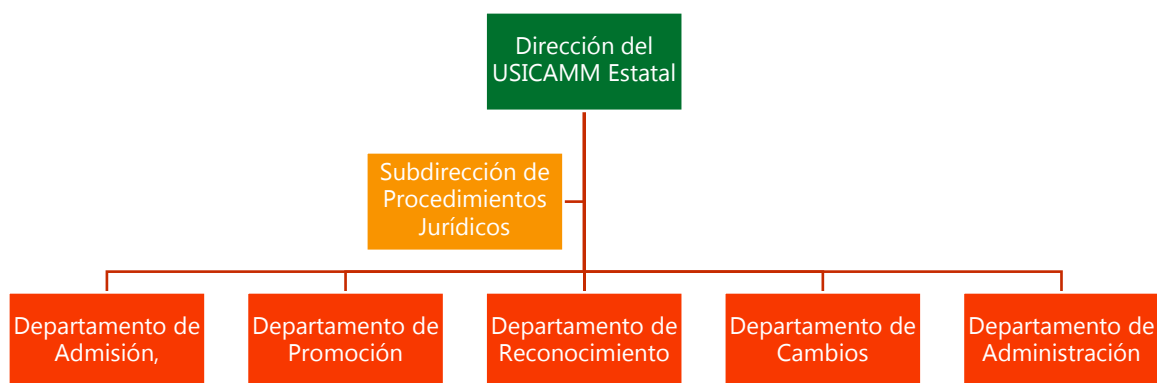 Dirección del
USICAMM Estatal
Subdirección de
Procedimientos
Jurídicos
Departamento de
Admisión,
Departamento de
Promoción
Departamento de
Reconocimiento
Departamento de
Cambios
Departamento de
Administración